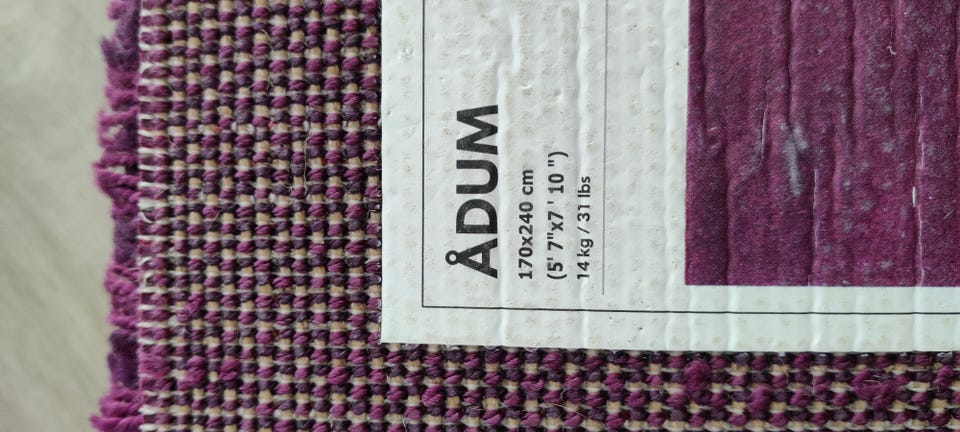 ÅDUM
170x240 cm
(5' 7"x7 ' 10 ")
14 kg / 31 lbs